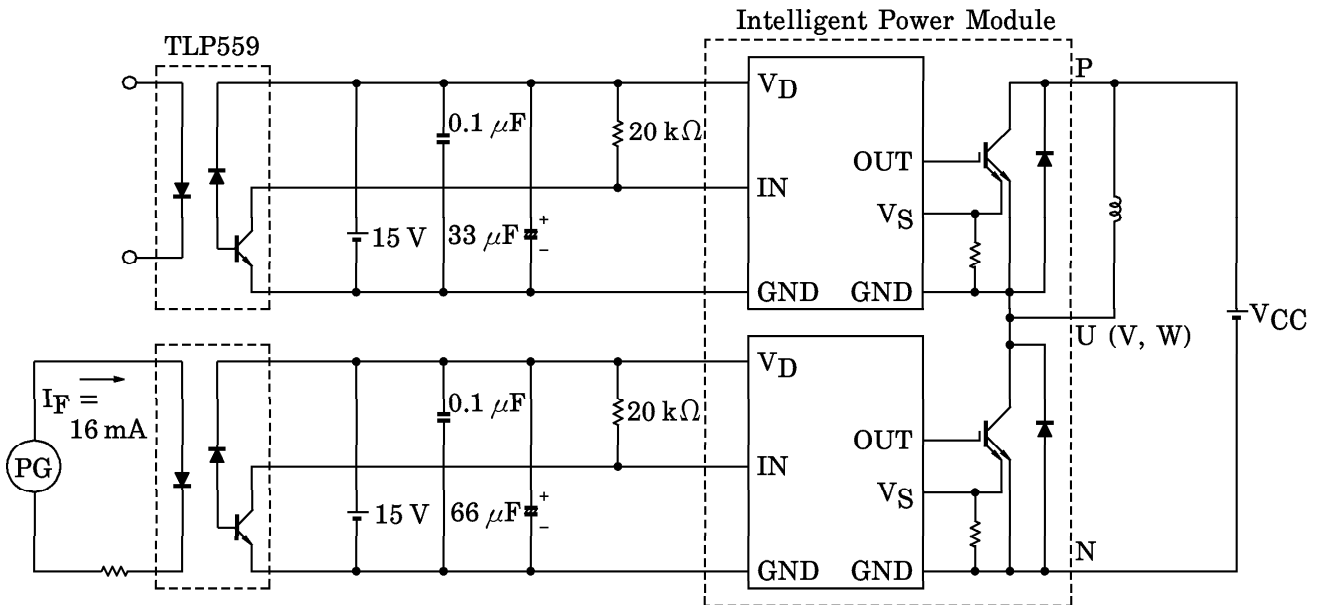 Intelligent Power Module
TLP559
P
V_D
0.1 μF
20 kΩ
OUT
IN
V_S
15 V
33 μF
+
-
GND
GND
V_CC
U (V, W)
V_D
I_F =
16 mA
0.1 μF
20 kΩ
OUT
PG
IN
V_S
15 V
66 μF
+
-
N
GND
GND